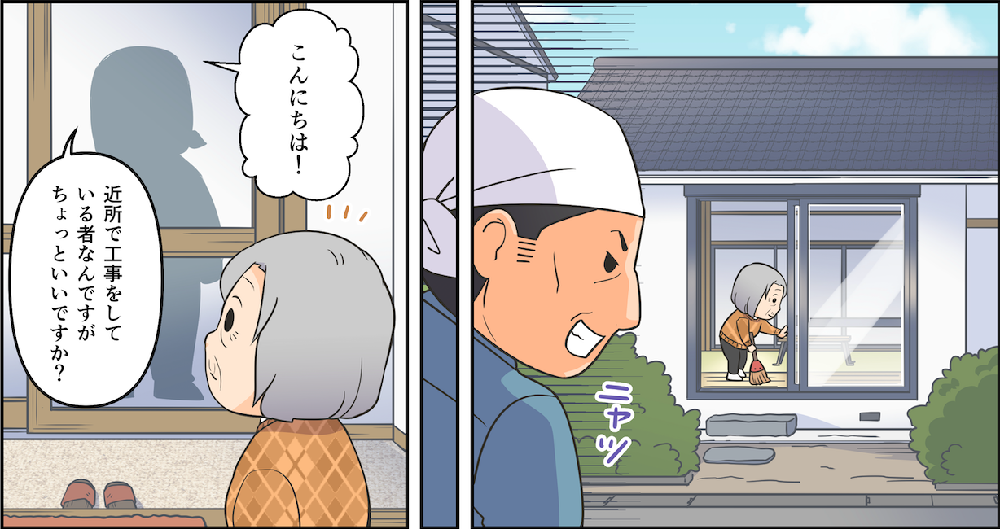 ニヤッ
こんにちは！
近所で工事をして
いる者なんですが
ちょっといいですか？